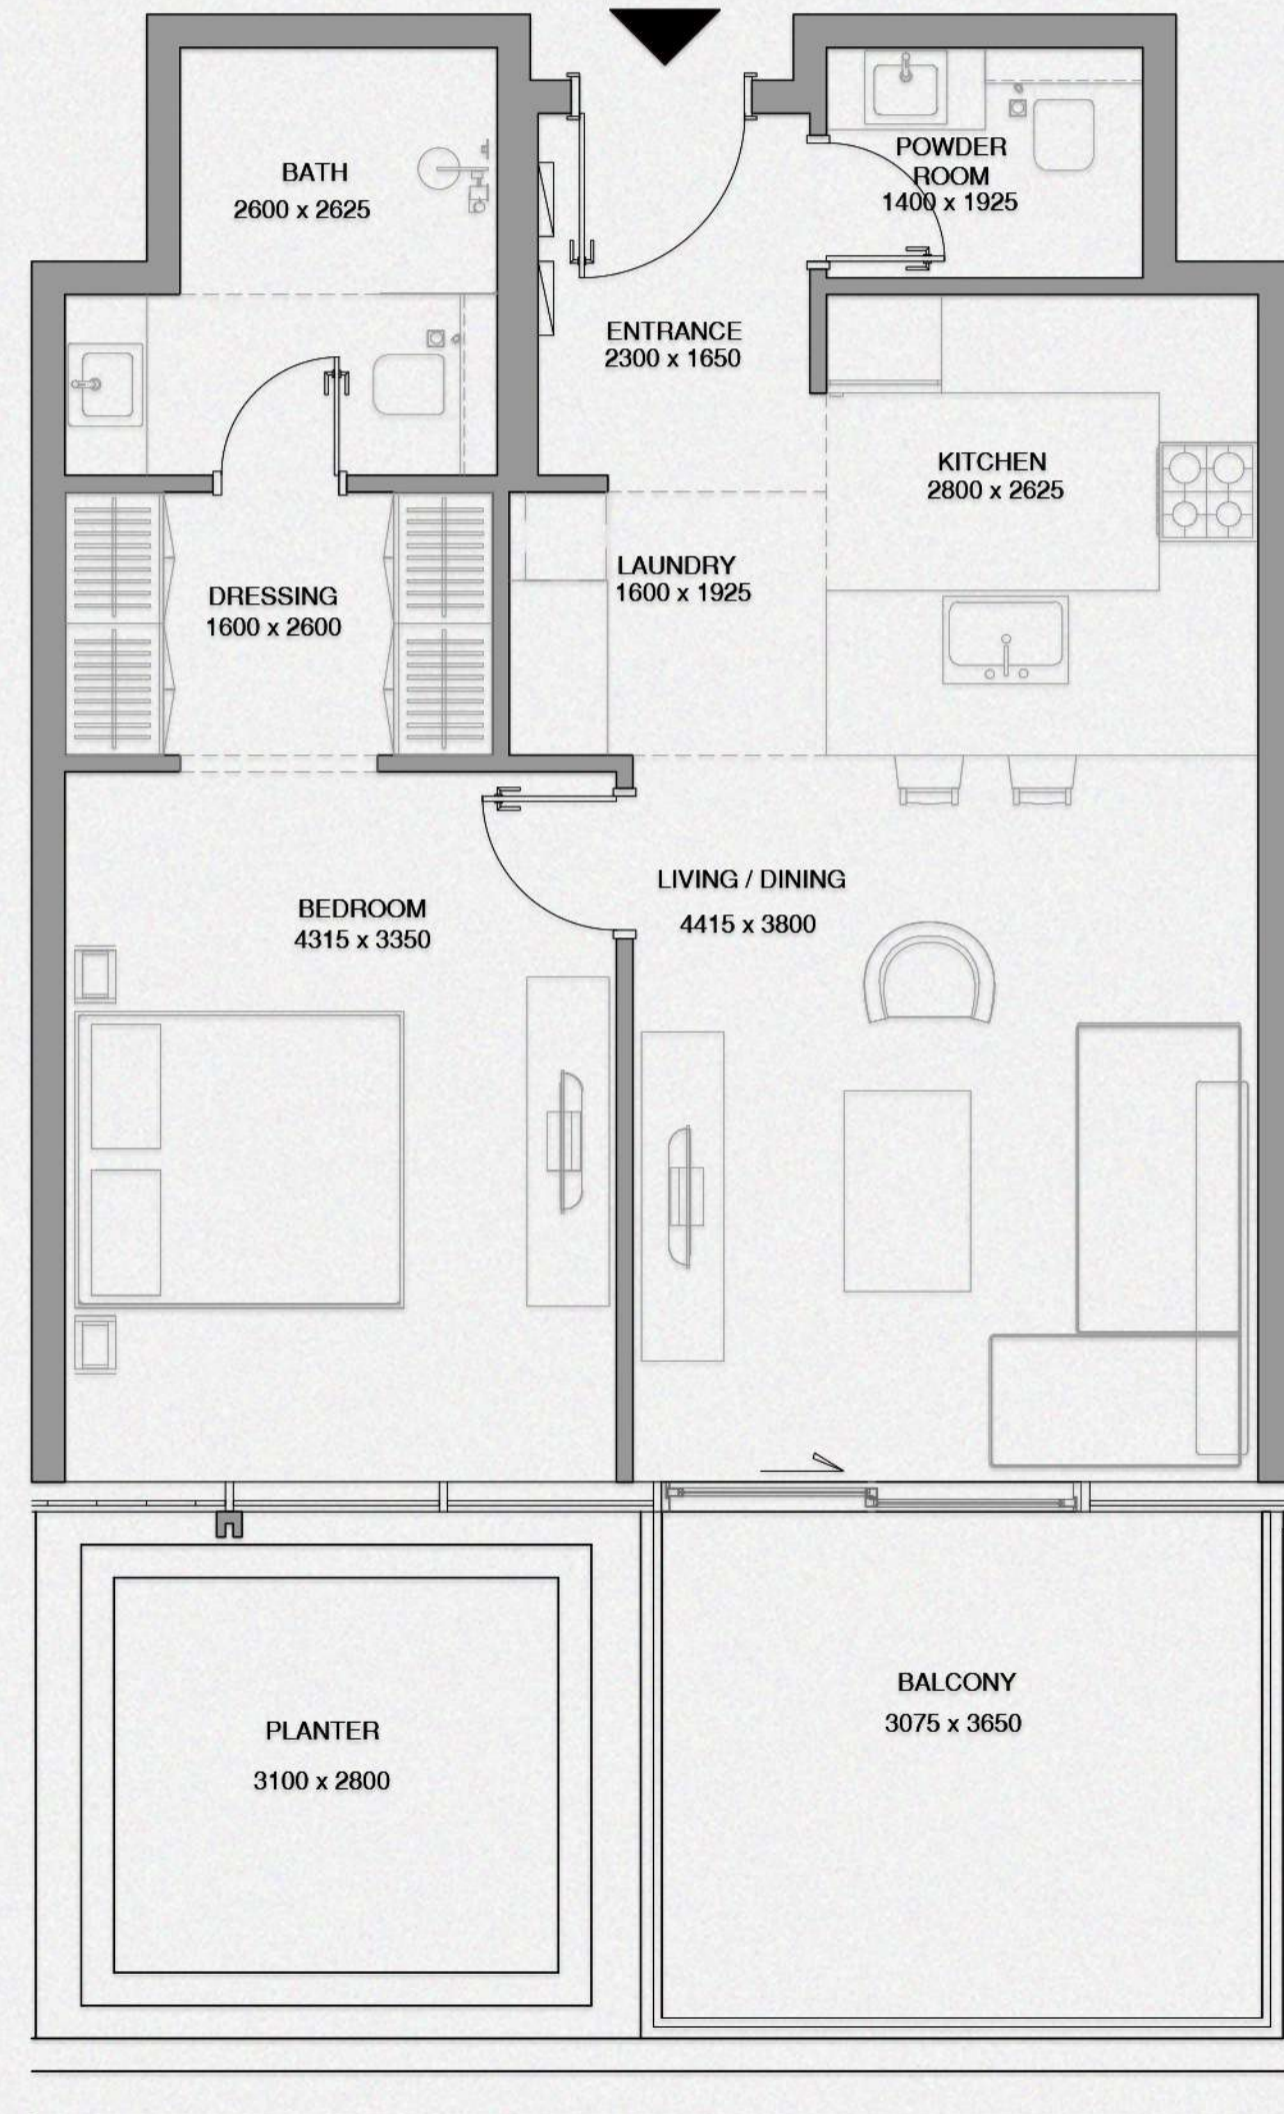 BATH
2600 x 2625
POWDER
ROOM
1400 x 1925
ENTRANCE
2300 x 1650
KITCHEN
2800 x 2625
LAUNDRY
1600 x 1925
DRESSING
1600 x 2600
LIVING / DINING
4415 x 3800
BEDROOM
4315 x 3350
BALCONY
3075 x 3650
PLANTER
3100 x 2800